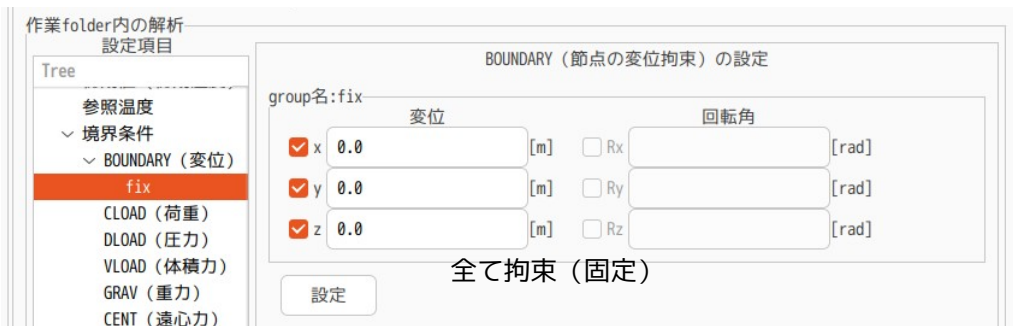 作業folder内の解析
設定項目
Tree
参照温度
境界条件
BOUNDARY (変位)
fix
CLOAD (荷重)
DLOAD (圧力)
VLOAD (体積力)
GRAV (重力)
CENT (遠心力)
BOUNDARY (節点の変位拘束) の設定
group名:fix
変位 回転角
x 0.0 [m] Rx [rad]
y 0.0 [m] Ry [rad]
z 0.0 [m] Rz [rad]
全て拘束（固定）
設定